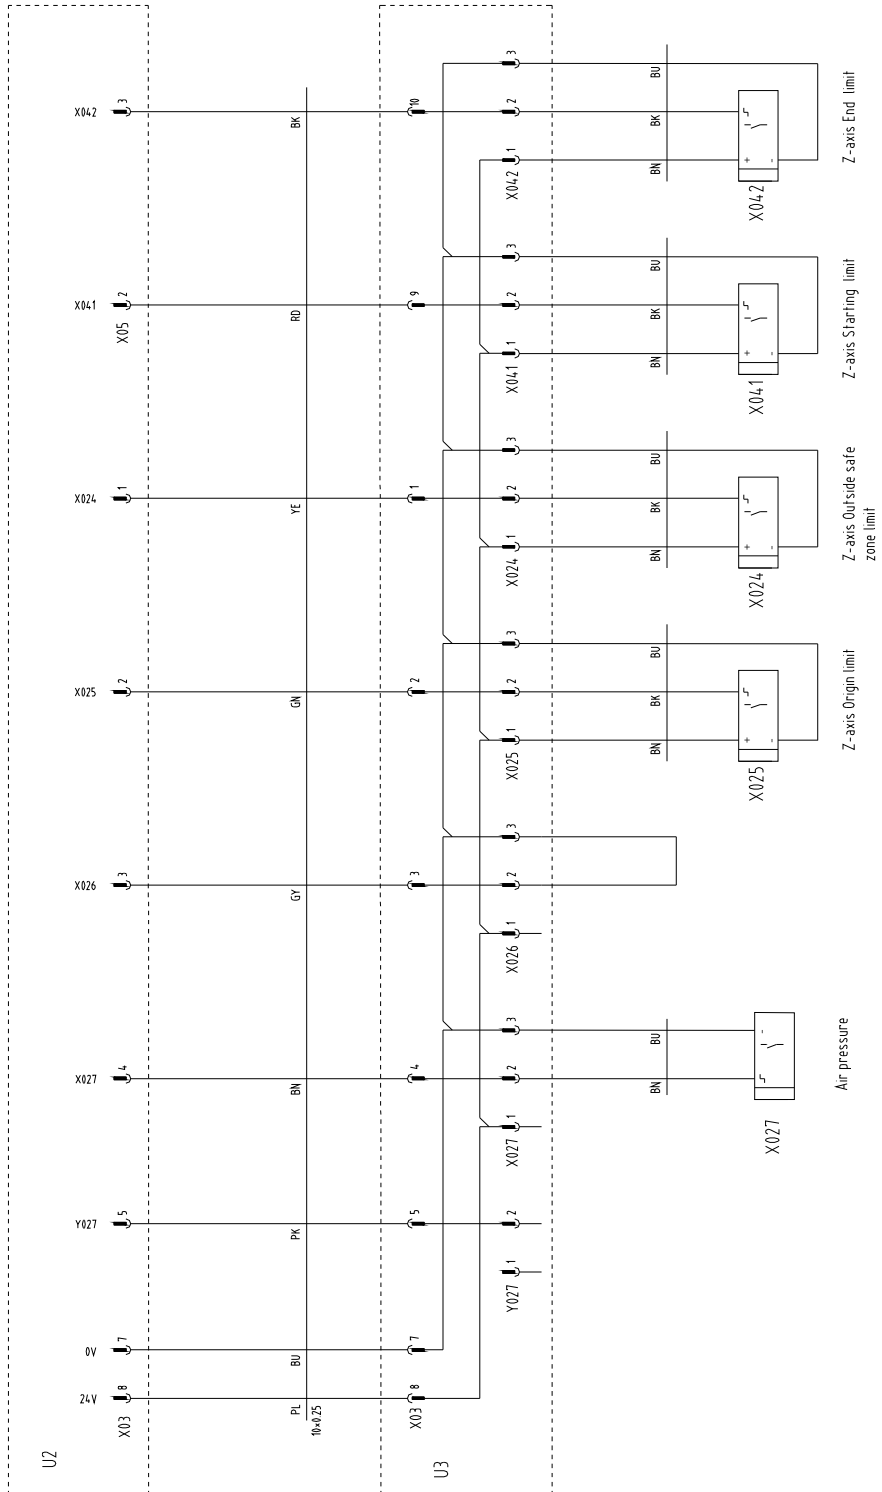 U2
24V 0V Y027 X027 X026 X025 X024 X041 X042
8 7 5 4 3 2 1 2 3
X03 X05
PL BU PK BN GY GN YE RD BK
10×0.25
8 7 5 4 3 2 1 9 10
X03
U3
1 2 1 2 3 1 2 3 1 2 3 1 2 3 1 2 3 1 2 3
Y027 X027 X026 X025 X024 X041 X042
BN BU BN BK BU BN BK BU BN BK BU BN BK BU
+ + + +
- - - - -
X027 X025 X024 X041 X042
Air pressure
Z-axis Origin limit
Z-axis Outside safe
zone limit
Z-axis Starting limit
Z-axis End limit